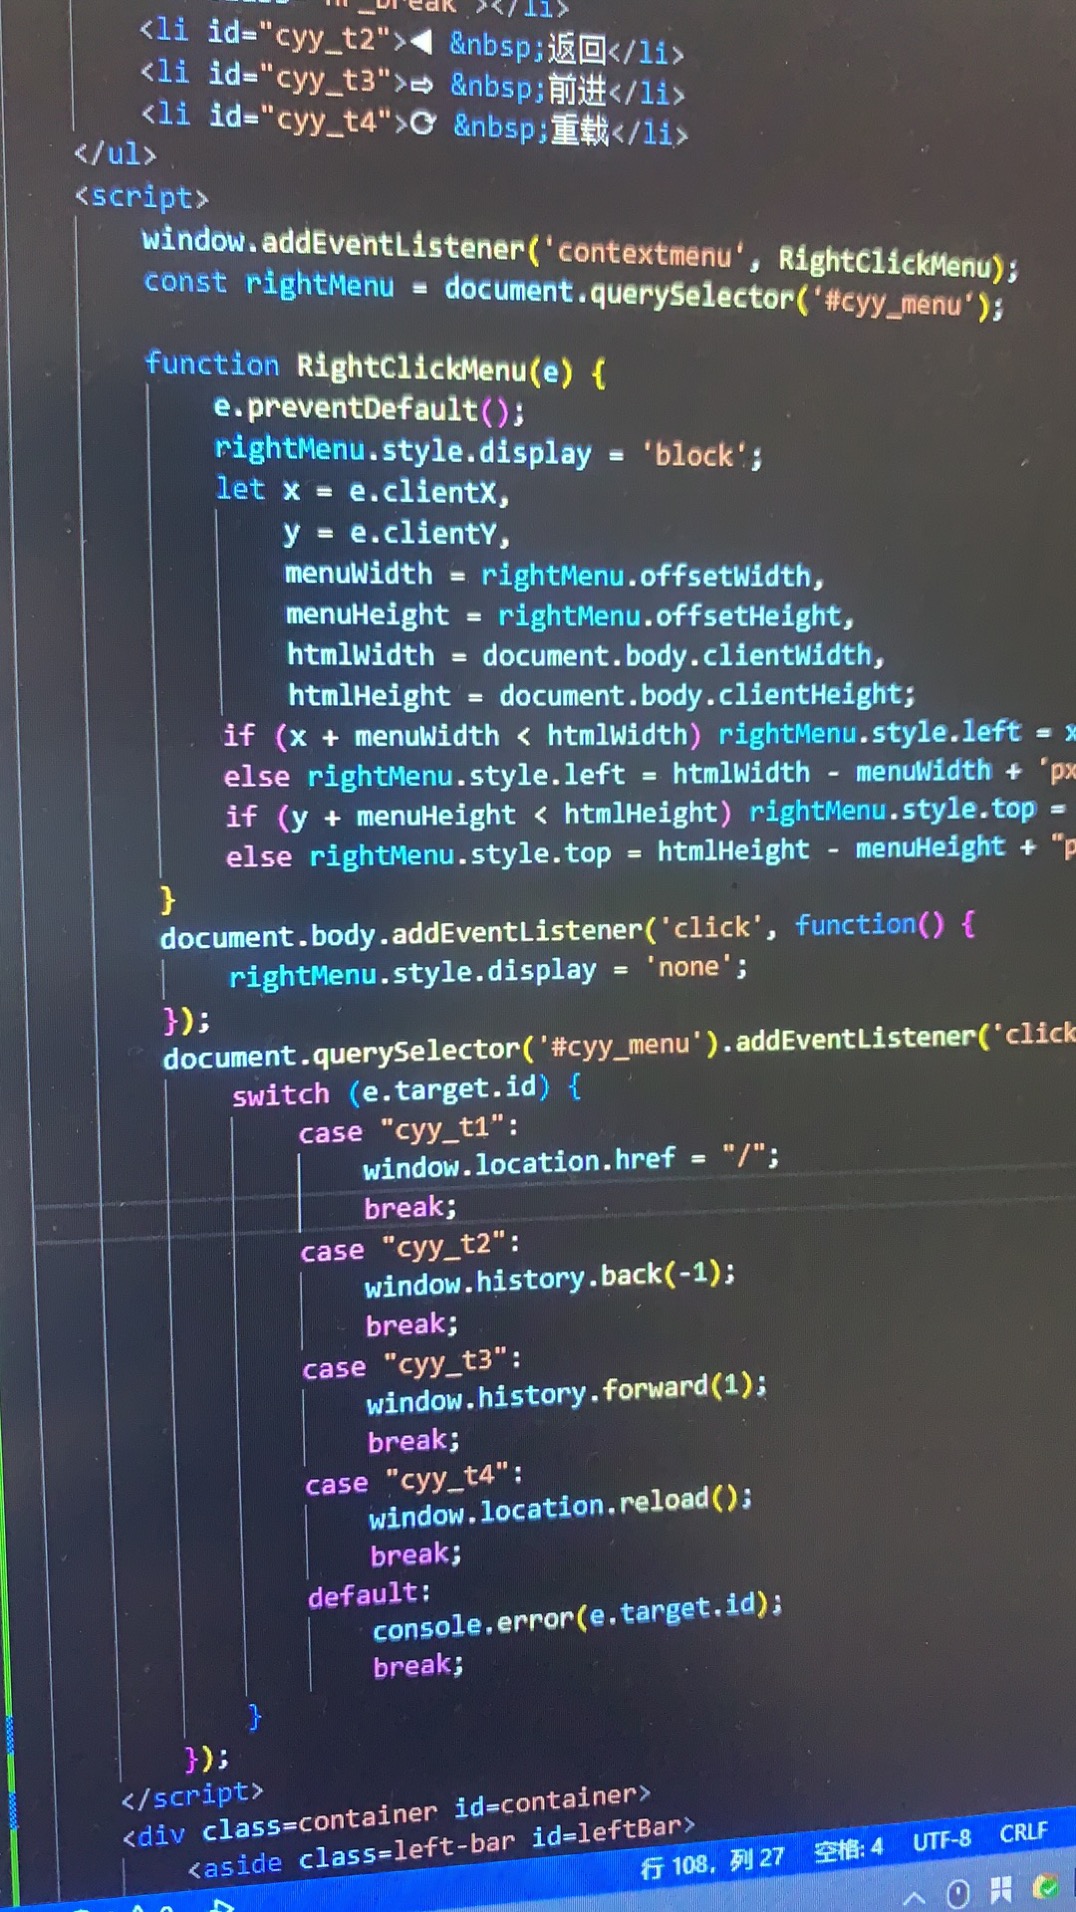 _break"></li>
<li id="cyy_t2">◀ &nbsp;返回</li>
<li id="cyy_t3">⇨ &nbsp;前进</li>
<li id="cyy_t4">⟳ &nbsp;重载</li>
</ul>
<script>
window.addEventListener('contextmenu', RightClickMenu);
const rightMenu = document.querySelector('#cyy_menu');
function RightClickMenu(e) {
e.preventDefault();
rightMenu.style.display = 'block';
let x = e.clientX,
y = e.clientY,
menuWidth = rightMenu.offsetWidth,
menuHeight = rightMenu.offsetHeight,
htmlWidth = document.body.clientWidth,
htmlHeight = document.body.clientHeight;
if (x + menuWidth < htmlWidth) rightMenu.style.left = x
else rightMenu.style.left = htmlWidth - menuWidth + 'px
if (y + menuHeight < htmlHeight) rightMenu.style.top =
else rightMenu.style.top = htmlHeight - menuHeight + "p
}
document.body.addEventListener('click', function() {
rightMenu.style.display = 'none';
});
document.querySelector('#cyy_menu').addEventListener('click
switch (e.target.id) {
case "cyy_t1":
window.location.href = "/";
break;
case "cyy_t2":
window.history.back(-1);
break;
case "cyy_t3":
window.history.forward(1);
break;
case "cyy_t4":
window.location.reload();
break;
default:
console.error(e.target.id);
break;
}
});
</script>
<div class=container id=container>
<aside class=left-bar id=leftBar>
行 108，列 27 空格: 4 UTF-8 CRLF